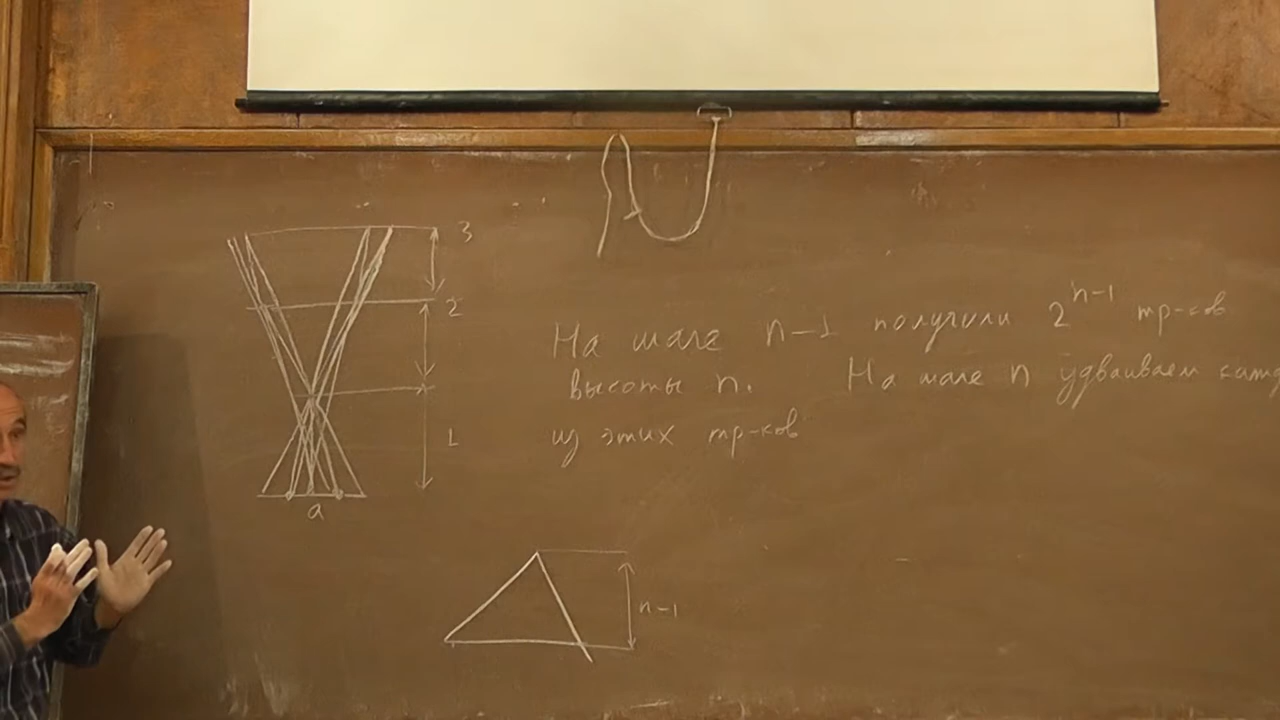 3
2
1
a
На шаге n-1 получили 2^{n-1} тр-ков
высоты n. На шаге n удваиваем
из этих тр-ков
n-1